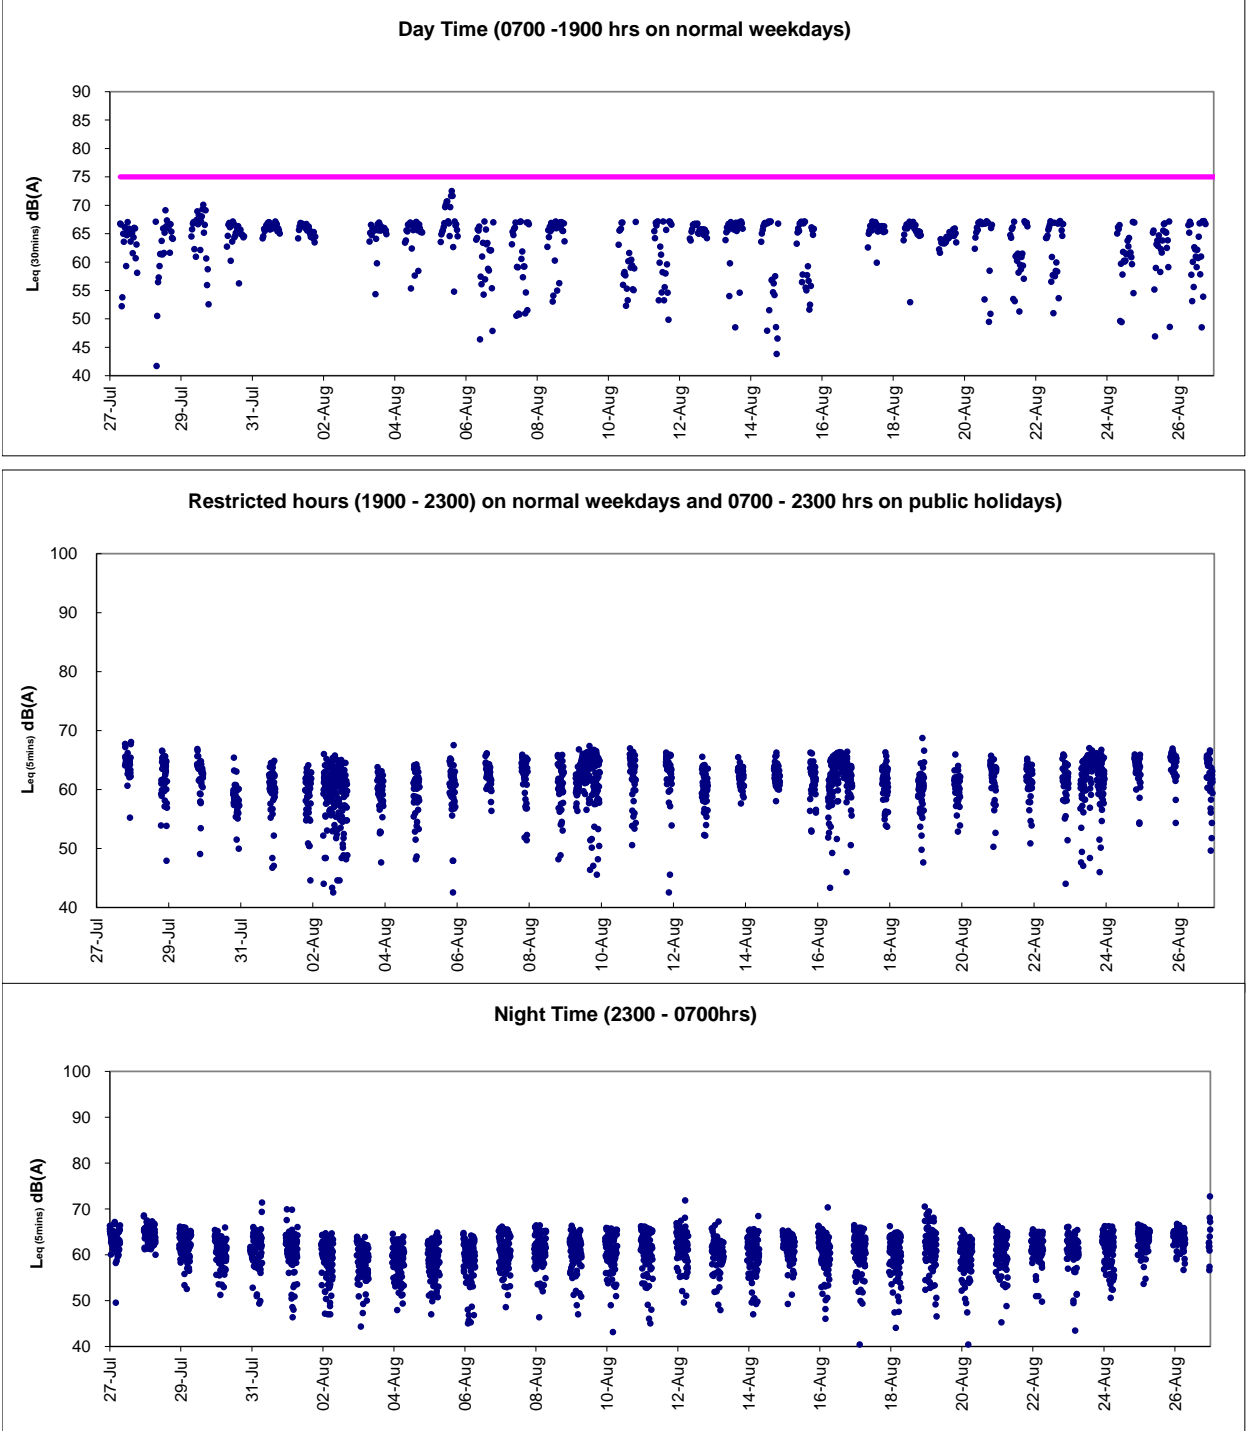 Day Time (0700 -1900 hrs on normal weekdays)
Leq (30mins) dB(A)
90
85
80
75
70
65
60
55
50
45
40
27-Jul
29-Jul
31-Jul
02-Aug
04-Aug
06-Aug
08-Aug
10-Aug
12-Aug
14-Aug
16-Aug
18-Aug
20-Aug
22-Aug
24-Aug
26-Aug
Restricted hours (1900 - 2300) on normal weekdays and 0700 - 2300 hrs on public holidays)
Leq (5mins) dB(A)
100
90
80
70
60
50
40
27-Jul
29-Jul
31-Jul
02-Aug
04-Aug
06-Aug
08-Aug
10-Aug
12-Aug
14-Aug
16-Aug
18-Aug
20-Aug
22-Aug
24-Aug
26-Aug
Night Time (2300 - 0700hrs)
Leq (5mins) dB(A)
100
90
80
70
60
50
40
27-Jul
29-Jul
31-Jul
02-Aug
04-Aug
06-Aug
08-Aug
10-Aug
12-Aug
14-Aug
16-Aug
18-Aug
20-Aug
22-Aug
24-Aug
26-Aug